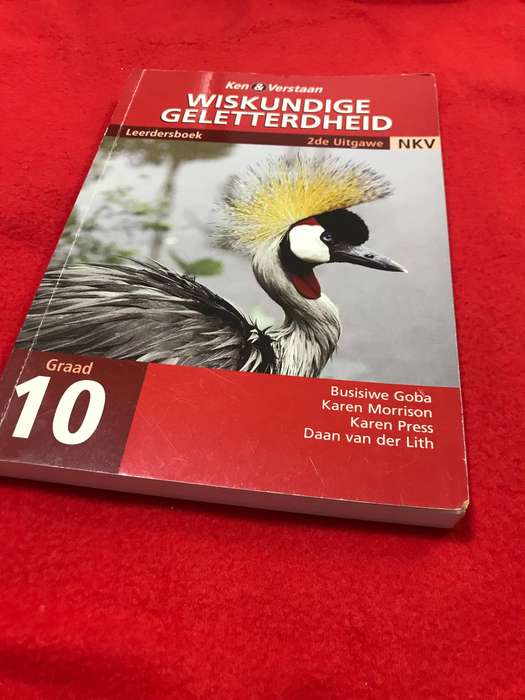 Ken & Verstaan
WISKUNDIGE
GELETTERDHEID
Leerdersboek
2de Uitgawe
NKV
Graad
10
Busisiwe Goba
Karen Morrison
Karen Press
Daan van der Lith